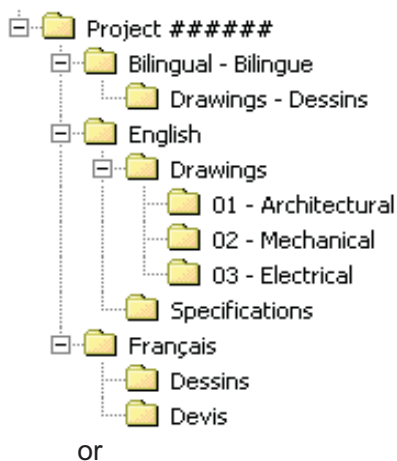 Project ######
Bilingual - Bilingue
Drawings - Dessins
English
Drawings
01 - Architectural
02 - Mechanical
03 - Electrical
Specifications
Français
Dessins
Devis
or